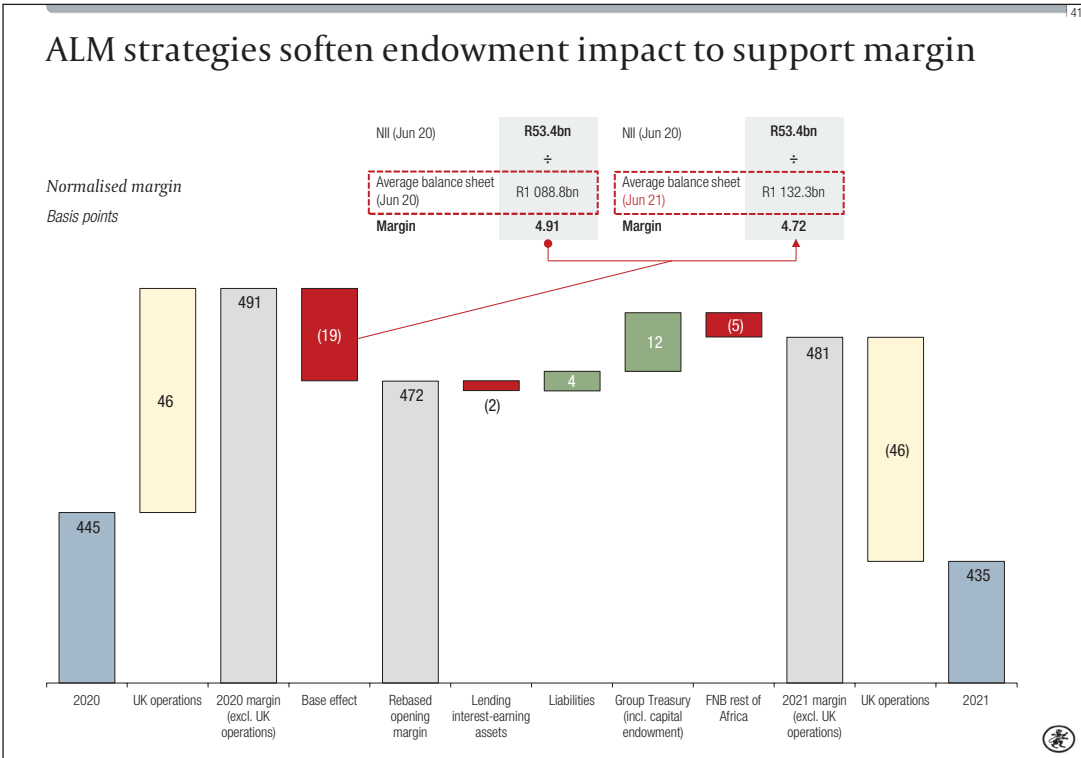 41
ALM strategies soften endowment impact to support margin
NII (Jun 20)
R53.4bn
NII (Jun 20)
R53.4bn
÷
÷
Normalised margin
Average balance sheet
(Jun 20)
R1 088.8bn
Average balance sheet
(Jun 21)
R1 132.3bn
Basis points
Margin
4.91
Margin
4.72
445
46
491
(19)
472
(2)
4
12
(5)
481
(46)
435
2020
UK operations
2020 margin
(excl. UK
operations)
Base effect
Rebased
opening
margin
Lending
interest-earning
assets
Liabilities
Group Treasury
(incl. capital
endowment)
FNB rest of
Africa
2021 margin
(excl. UK
operations)
UK operations
2021